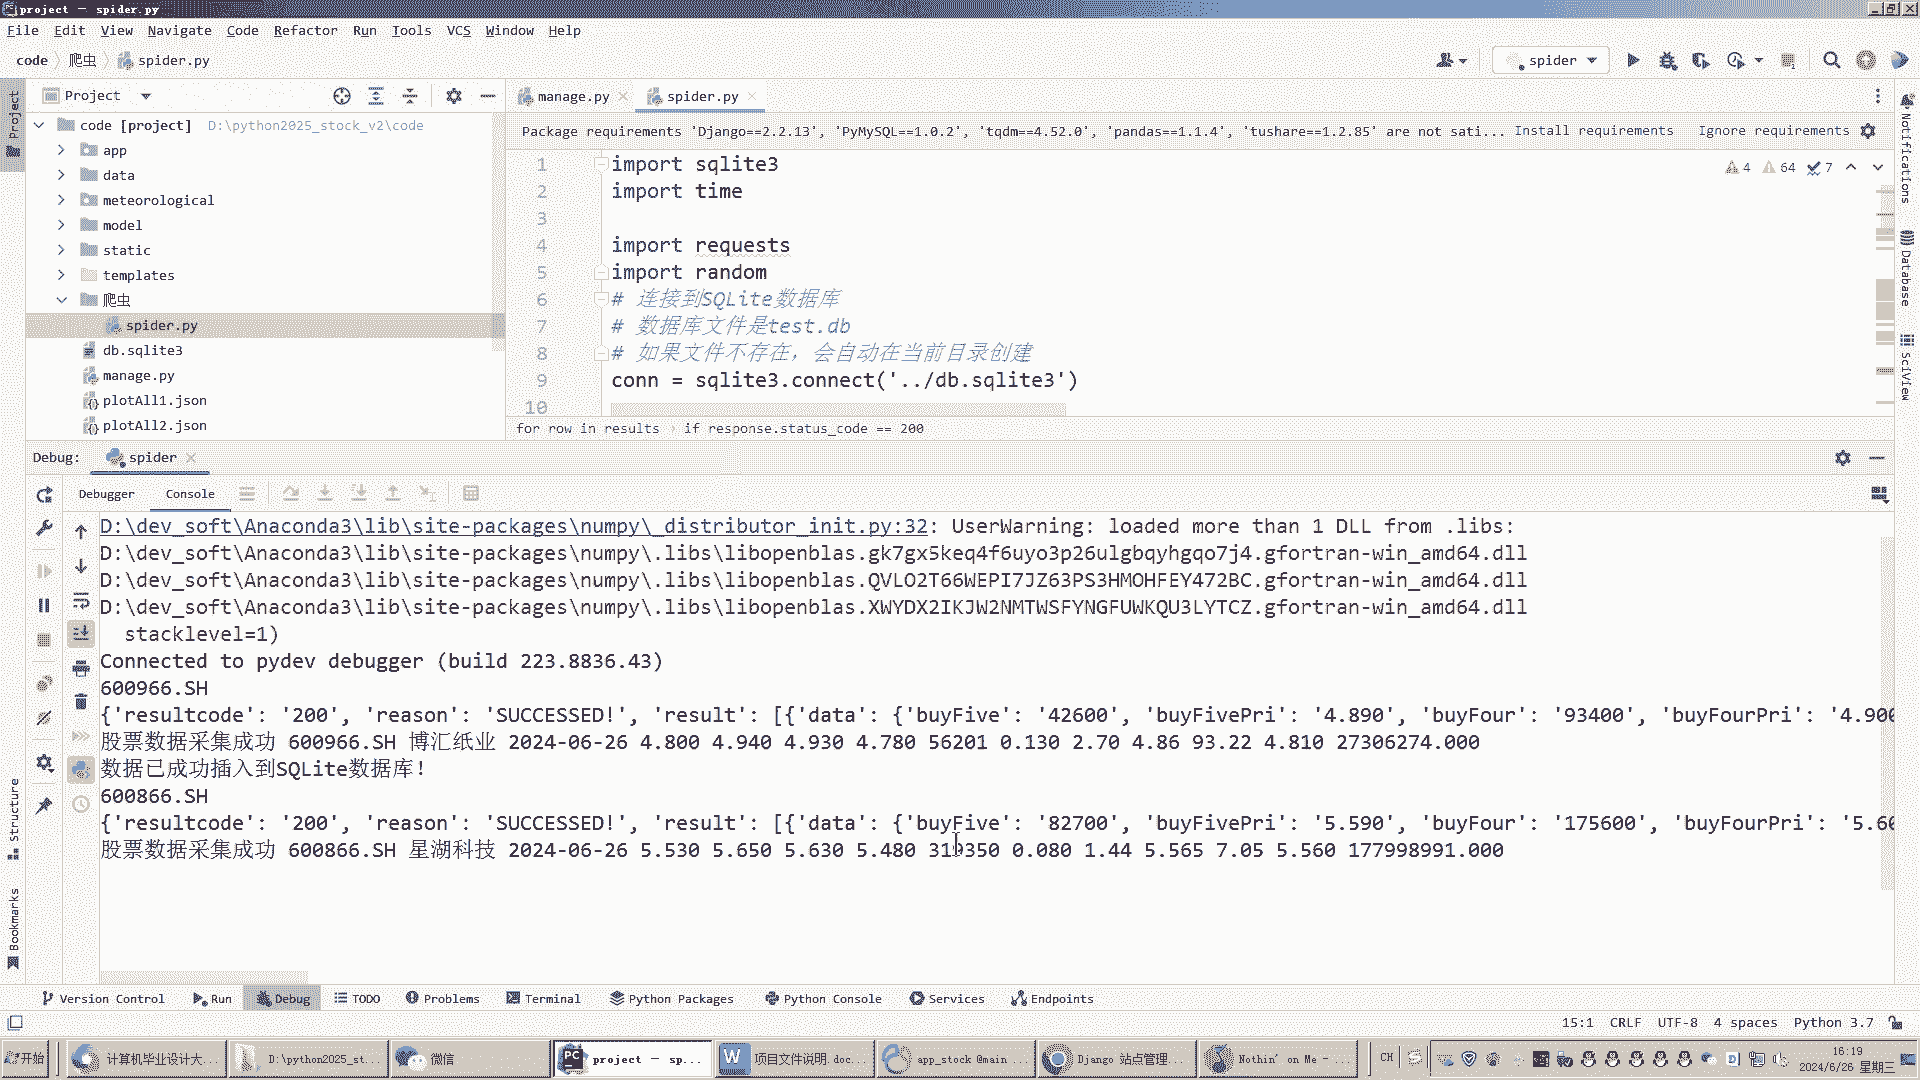 project – spider.py
File Edit View Navigate Code Refactor Run Tools VCS Window Help
code 爬虫 spider.py
spider
Project
manage.py
spider.py
code [project] D:\python2025_stock_v2\code
Package requirements 'Django==2.2.13', 'PyMySQL==1.0.2', 'tqdm==4.52.0', 'pandas==1.1.4', 'tushare==1.2.85' are not sati... Install requirements Ignore requirements
app
data
meteorological
model
static
templates
爬虫
spider.py
db.sqlite3
manage.py
plotAll1.json
plotAll2.json
4 64 7
1 import sqlite3
2 import time
3
4 import requests
5 import random
6 # 连接到SQLite数据库
7 # 数据库文件是test.db
8 # 如果文件不存在，会自动在当前目录创建
9 conn = sqlite3.connect('../db.sqlite3')
10
for row in results if response.status_code == 200
Project
Structure
Bookmarks
Notifications
Database
SciView
Debug: spider
Debugger Console
D:\dev_soft\Anaconda3\lib\site-packages\numpy\_distributor_init.py:32: UserWarning: loaded more than 1 DLL from .libs:
D:\dev_soft\Anaconda3\lib\site-packages\numpy\.libs\libopenblas.gk7gx5keq4f6uyo3p26ulgbqyhgqo7j4.gfortran-win_amd64.dll
D:\dev_soft\Anaconda3\lib\site-packages\numpy\.libs\libopenblas.QVLO2T66WEPI7JZ63PS3HMOHFEY472BC.gfortran-win_amd64.dll
D:\dev_soft\Anaconda3\lib\site-packages\numpy\.libs\libopenblas.XWYDX2IKJW2NMTWSFYNGFUWKQU3LYTCZ.gfortran-win_amd64.dll
stacklevel=1)
Connected to pydev debugger (build 223.8836.43)
600966.SH
{'resultcode': '200', 'reason': 'SUCCESSED!', 'result': [{'data': {'buyFive': '42600', 'buyFivePri': '4.890', 'buyFour': '93400', 'buyFourPri': '4.900
股票数据采集成功 600966.SH 博汇纸业 2024-06-26 4.800 4.940 4.930 4.780 56201 0.130 2.70 4.86 93.22 4.810 27306274.000
数据已成功插入到SQLite数据库！
600866.SH
{'resultcode': '200', 'reason': 'SUCCESSED!', 'result': [{'data': {'buyFive': '82700', 'buyFivePri': '5.590', 'buyFour': '175600', 'buyFourPri': '5.60
股票数据采集成功 600866.SH 星湖科技 2024-06-26 5.530 5.650 5.630 5.480 319350 0.080 1.44 5.565 7.05 5.560 177998991.000
Version Control Run Debug TODO Problems Terminal Python Packages Python Console Services Endpoints
15:1 CRLF UTF-8 4 spaces Python 3.7
开始 计算机毕业设计大... D:\python2025_st... 微信 project – sp... 项目文件说明.doc... app_stock @main ... Django 站点管理... Nothin' on Me – ... CH 16:19
2024/6/26 星期三